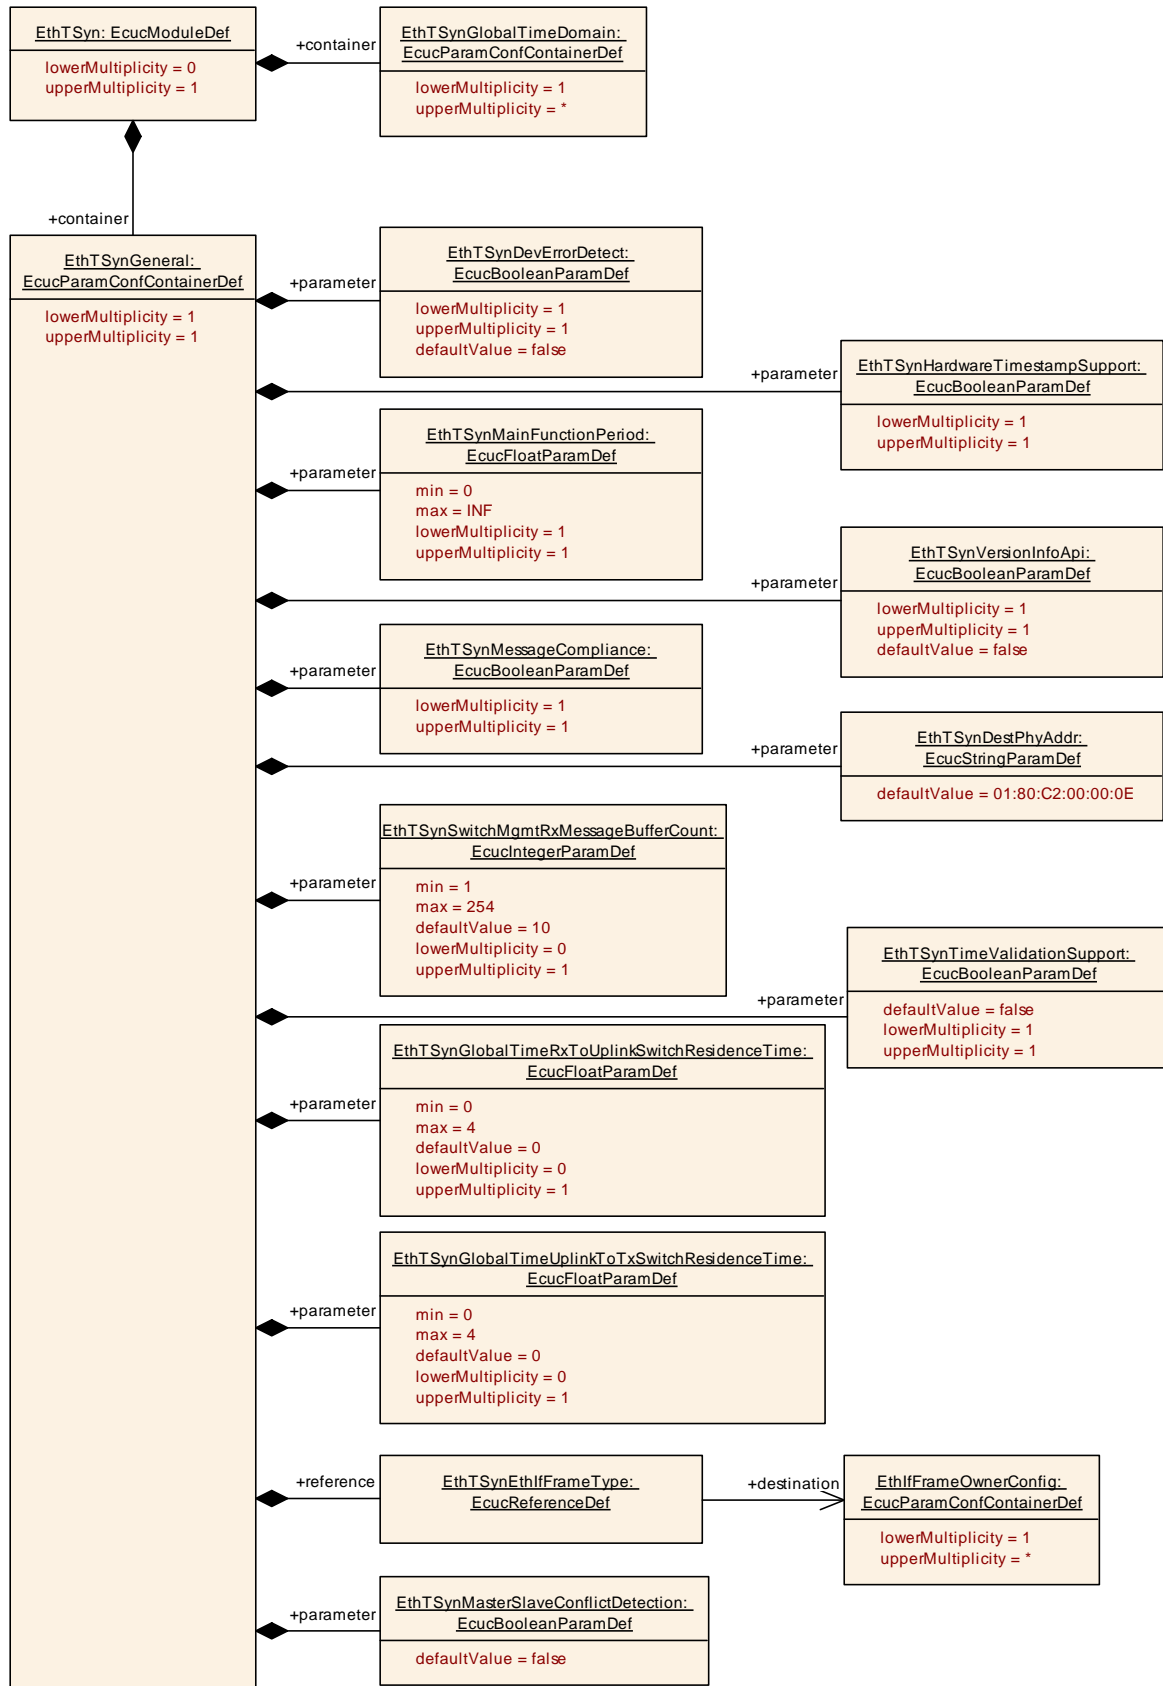 EthTSyn: EcucModuleDef
lowerMultiplicity = 0
upperMultiplicity = 1
+container
EthTSynGlobalTimeDomain:
EcucParamConfContainerDef
lowerMultiplicity = 1
upperMultiplicity = *
+container
EthTSynGeneral:
EcucParamConfContainerDef
lowerMultiplicity = 1
upperMultiplicity = 1
+parameter
EthTSynDevErrorDetect:
EcucBooleanParamDef
lowerMultiplicity = 1
upperMultiplicity = 1
defaultValue = false
+parameter
EthTSynHardwareTimestampSupport:
EcucBooleanParamDef
lowerMultiplicity = 1
upperMultiplicity = 1
+parameter
EthTSynMainFunctionPeriod:
EcucFloatParamDef
min = 0
max = INF
lowerMultiplicity = 1
upperMultiplicity = 1
+parameter
EthTSynVersionInfoApi:
EcucBooleanParamDef
lowerMultiplicity = 1
upperMultiplicity = 1
defaultValue = false
+parameter
EthTSynMessageCompliance:
EcucBooleanParamDef
lowerMultiplicity = 1
upperMultiplicity = 1
+parameter
EthTSynDestPhyAddr:
EcucStringParamDef
defaultValue = 01:80:C2:00:00:0E
+parameter
EthTSynSwitchMgmtRxMessageBufferCount:
EcucIntegerParamDef
min = 1
max = 254
defaultValue = 10
lowerMultiplicity = 0
upperMultiplicity = 1
+parameter
EthTSynTimeValidationSupport:
EcucBooleanParamDef
defaultValue = false
lowerMultiplicity = 1
upperMultiplicity = 1
+parameter
EthTSynGlobalTimeRxToUplinkSwitchResidenceTime:
EcucFloatParamDef
min = 0
max = 4
defaultValue = 0
lowerMultiplicity = 0
upperMultiplicity = 1
+parameter
EthTSynGlobalTimeUplinkToTxSwitchResidenceTime:
EcucFloatParamDef
min = 0
max = 4
defaultValue = 0
lowerMultiplicity = 0
upperMultiplicity = 1
+reference
EthTSynEthIfFrameType:
EcucReferenceDef
+destination
EthIfFrameOwnerConfig:
EcucParamConfContainerDef
lowerMultiplicity = 1
upperMultiplicity = *
+parameter
EthTSynMasterSlaveConflictDetection:
EcucBooleanParamDef
defaultValue = false